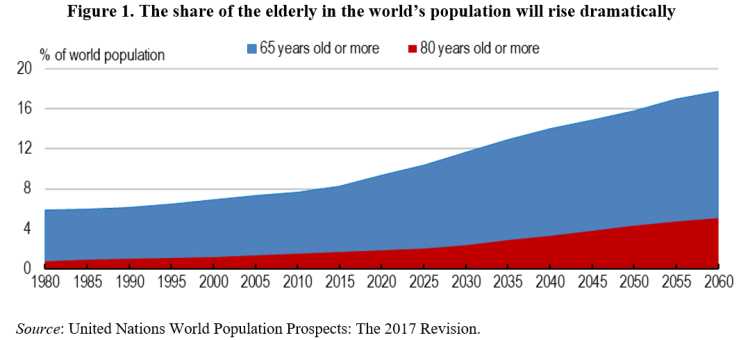 Figure 1. The share of the elderly in the world's population will rise dramatically
% of world population
65 years old or more
80 years old or more
20
16
12
8
4
0
1980 1985 1990 1995 2000 2005 2010 2015 2020 2025 2030 2035 2040 2045 2050 2055 2060
Source: United Nations World Population Prospects: The 2017 Revision.